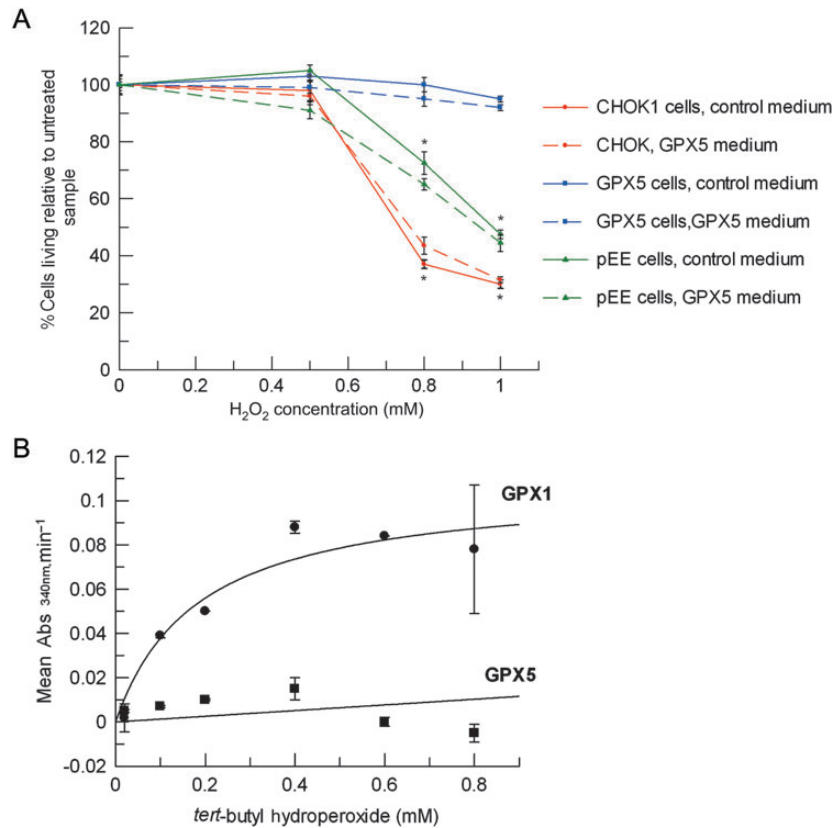 A
120
100
80
60
40
20
0
% Cells living relative to untreated
sample
0 0.2 0.4 0.6 0.8 1
H₂O₂ concentration (mM)
* * * *
CHOK1 cells, control medium
CHOK, GPX5 medium
GPX5 cells, control medium
GPX5 cells,GPX5 medium
pEE cells, control medium
pEE cells, GPX5 medium
B
0.12
0.1
0.08
0.06
0.04
0.02
0
-0.02
Mean Abs 340nm,min⁻¹
GPX1
GPX5
0 0.2 0.4 0.6 0.8
tert-butyl hydroperoxide (mM)